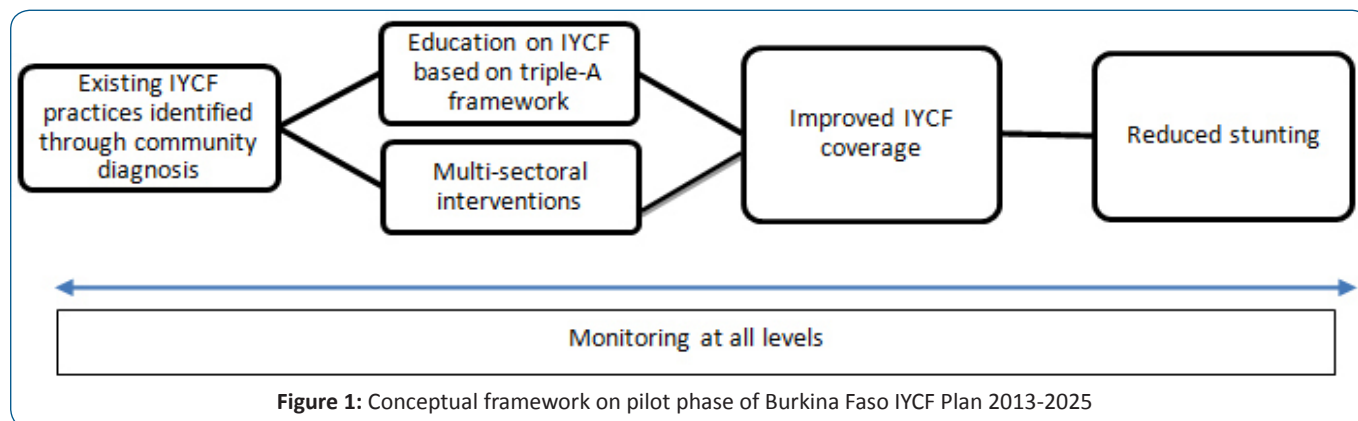 Existing IYCF
practices identified
through community
diagnosis
Education on IYCF
based on triple-A
framework
Multi-sectoral
interventions
Improved IYCF
coverage
Reduced stunting
Monitoring at all levels
Figure 1: Conceptual framework on pilot phase of Burkina Faso IYCF Plan 2013-2025